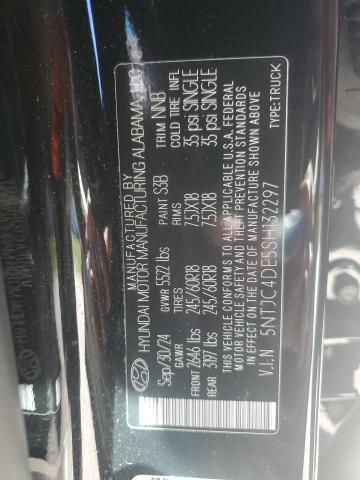 MANUFACTURED BY
HYUNDAI MOTOR MANUFACTURING ALABAMA, LLC
Sep/30/24 GVWR 5522 lbs PAINT S3B TRIM NNB
GAWR TIRES RIMS COLD TIRE INFL
FRONT 2646 lbs 245/60R18 7.5JX18 35 psi SINGLE
REAR 3197 lbs 245/60R18 7.5JX18 35 psi SINGLE
THIS VEHICLE CONFORMS TO ALL APPLICABLE U.S.A. FEDERAL
MOTOR VEHICLE SAFETY STANDARDS IN
EFFECT ON THE DATE OF MANUFACTURE SHOWN ABOVE
V.I.N: 5NTJC4DE5SH132297 TYPE:TRUCK